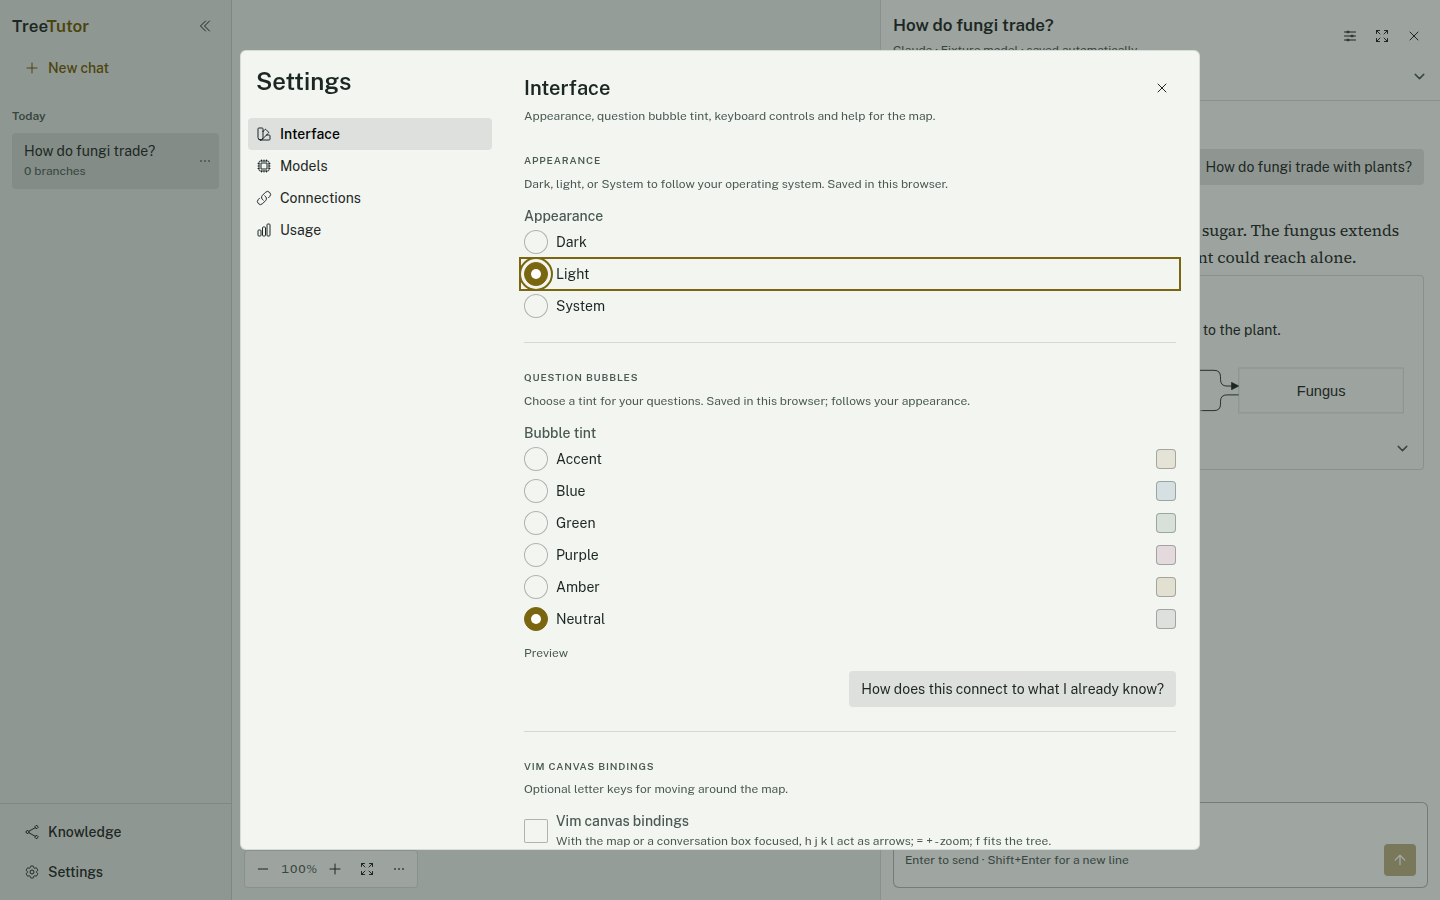 TreeTutor
New chat
Today
How do fungi trade?
0 branches
Knowledge
Settings
Settings
Interface
Models
Connections
Usage
Interface
Appearance, question bubble tint, keyboard controls and help for the map.
APPEARANCE
Dark, light, or System to follow your operating system. Saved in this browser.
Appearance
Dark
Light
System
QUESTION BUBBLES
Choose a tint for your questions. Saved in this browser; follows your appearance.
Bubble tint
Accent
Blue
Green
Purple
Amber
Neutral
Preview
How does this connect to what I already know?
VIM CANVAS BINDINGS
Optional letter keys for moving around the map.
Vim canvas bindings
With the map or a conversation box focused, h j k l act as arrows; = + - zoom; f fits the tree.
100%
How do fungi trade?
Claude · Fixture model · saved automatically
How do fungi trade with plants?
sugar. The fungus extends
nt could reach alone.
to the plant.
Fungus
Enter to send · Shift+Enter for a new line